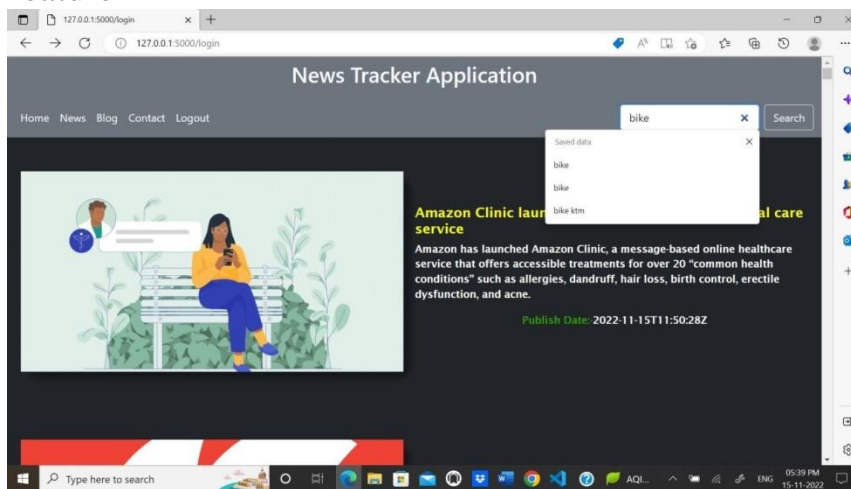 127.0.0.1:5000/login
127.0.0.1:5000/login
News Tracker Application
Home News Blog Contact Logout
bike
Search
Saved data
bike
bike
bike ktm
Amazon Clinic laun al care
service
Amazon has launched Amazon Clinic, a message-based online healthcare
service that offers accessible treatments for over 20 “common health
conditions” such as allergies, dandruff, hair loss, birth control, erectile
dysfunction, and acne.
Publish Date:-2022-11-15T11:50:28Z
Type here to search
AQI...
ENG
05:39 PM
15-11-2022